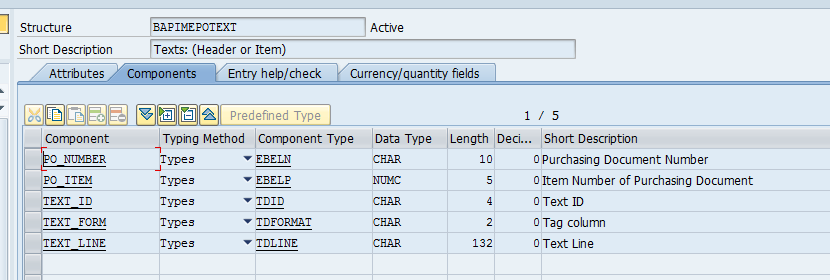 Structure BAPIMEPOTEXT Active
Short Description Texts: (Header or Item)
Attributes Components Entry help/check Currency/quantity fields
Predefined Type 1 / 5
Component Typing Method Component Type Data Type Length Deci... Short Description
PO_NUMBER Types EBELN CHAR 10 0 Purchasing Document Number
PO_ITEM Types EBELP NUMC 5 0 Item Number of Purchasing Document
TEXT_ID Types TDID CHAR 4 0 Text ID
TEXT_FORM Types TDFORMAT CHAR 2 0 Tag column
TEXT_LINE Types TDLINE CHAR 132 0 Text Line